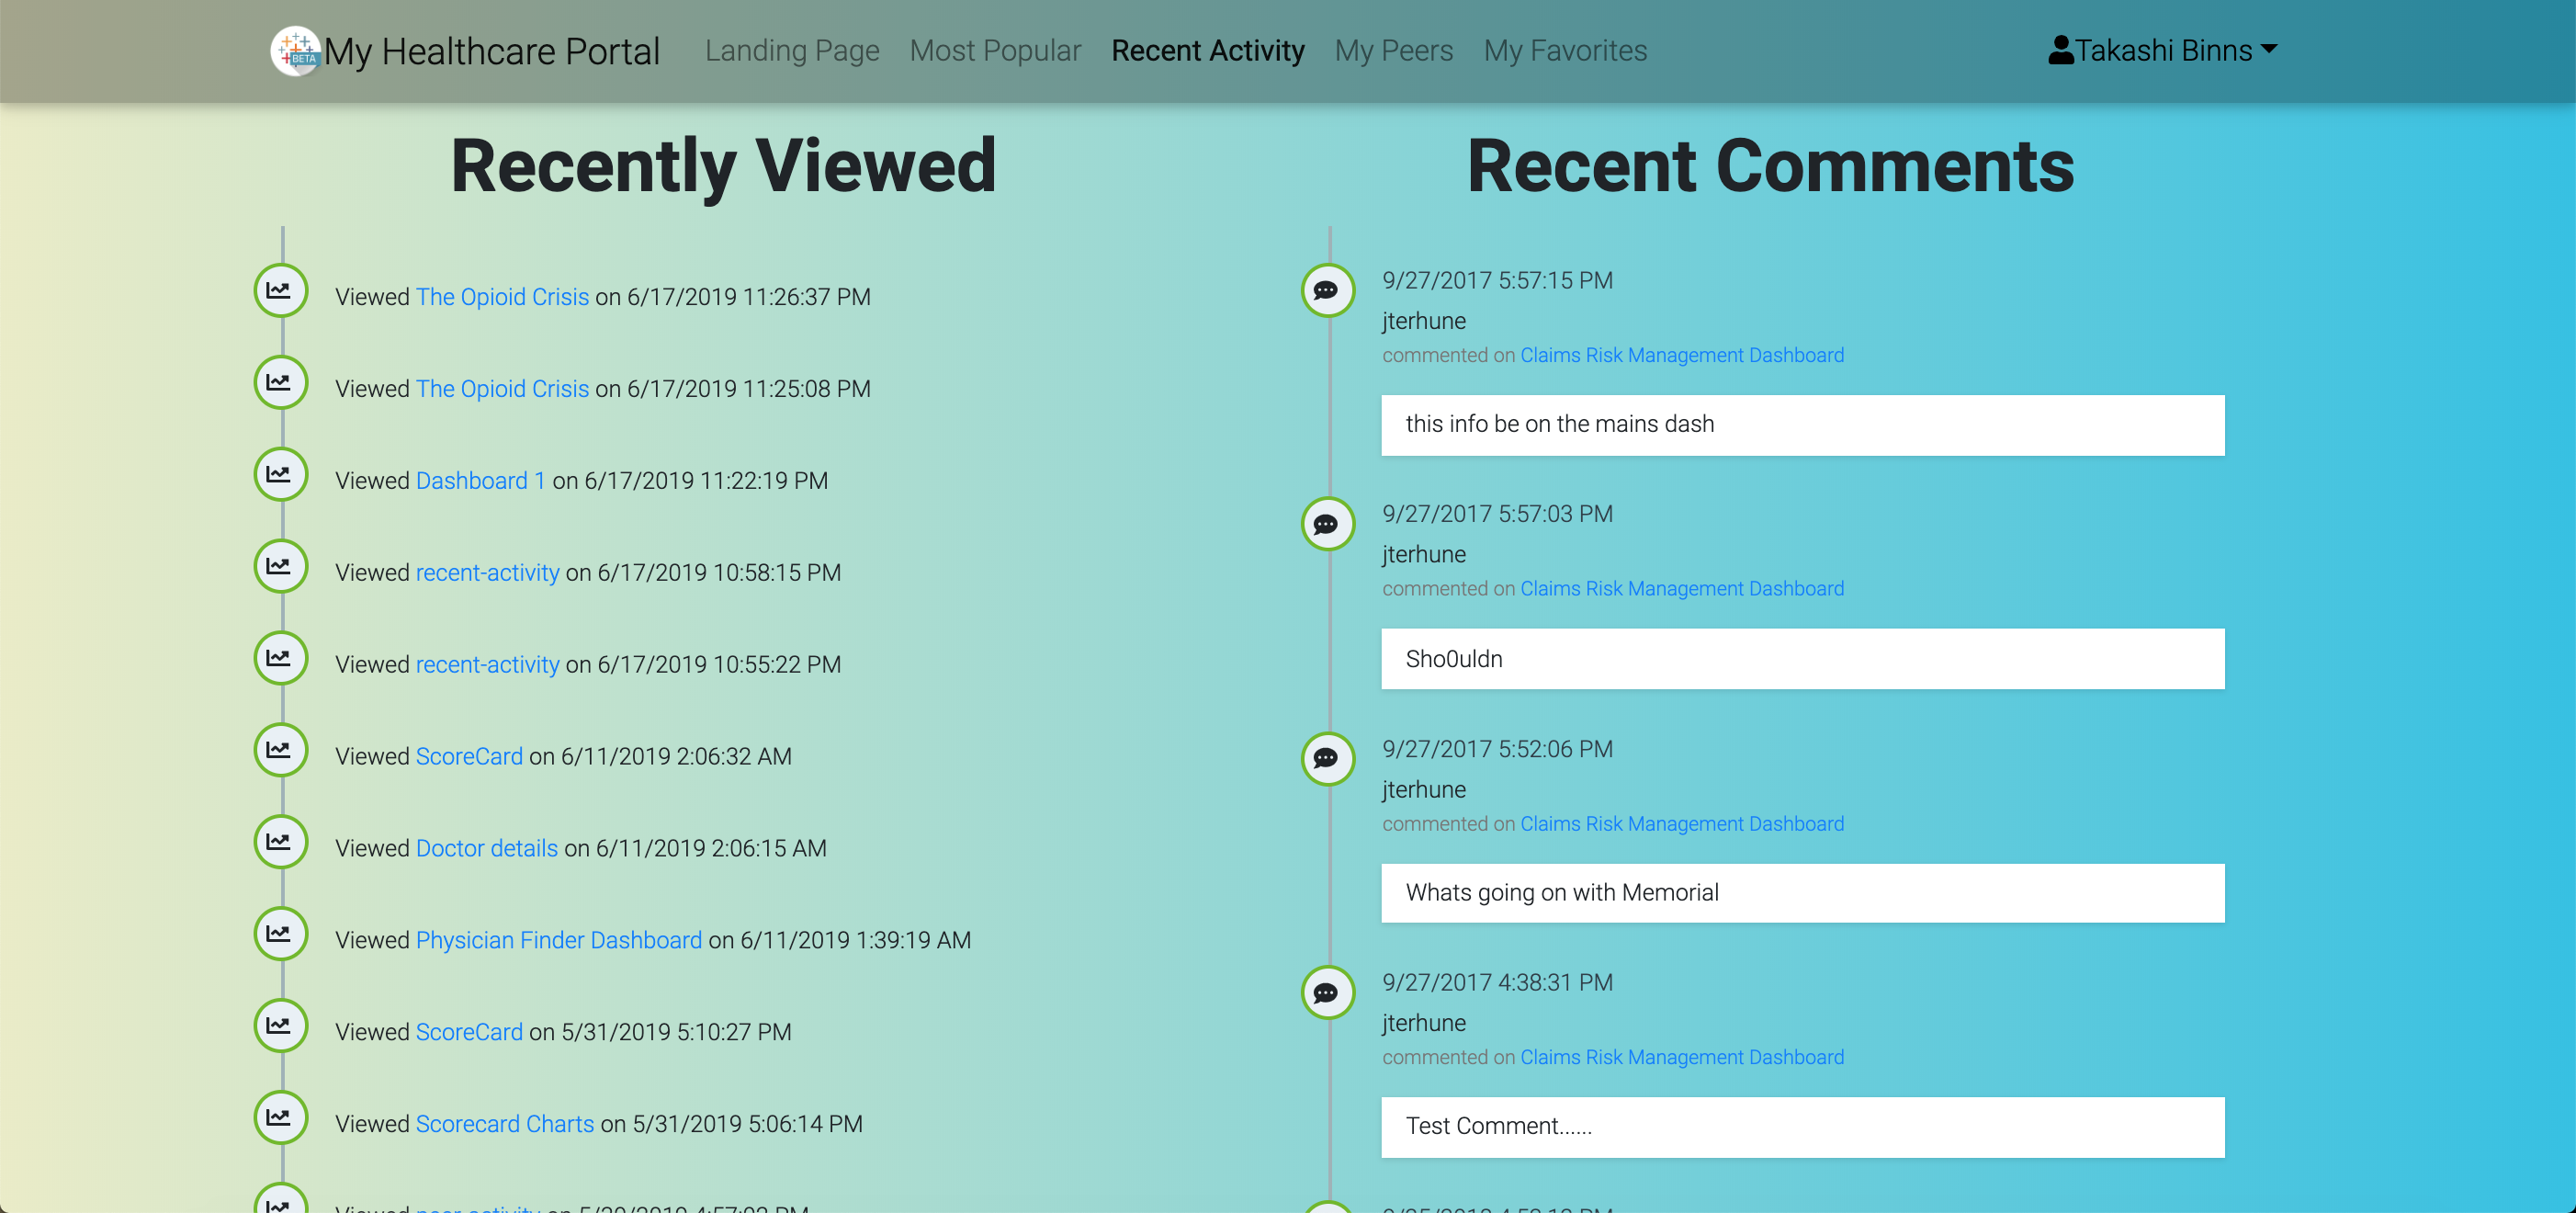 BETA
My Healthcare Portal
Landing Page
Most Popular
Recent Activity
My Peers
My Favorites
Takashi Binns
Recently Viewed
Viewed The Opioid Crisis on 6/17/2019 11:26:37 PM
Viewed The Opioid Crisis on 6/17/2019 11:25:08 PM
Viewed Dashboard 1 on 6/17/2019 11:22:19 PM
Viewed recent-activity on 6/17/2019 10:58:15 PM
Viewed recent-activity on 6/17/2019 10:55:22 PM
Viewed ScoreCard on 6/11/2019 2:06:32 AM
Viewed Doctor details on 6/11/2019 2:06:15 AM
Viewed Physician Finder Dashboard on 6/11/2019 1:39:19 AM
Viewed ScoreCard on 5/31/2019 5:10:27 PM
Viewed Scorecard Charts on 5/31/2019 5:06:14 PM
Recent Comments
9/27/2017 5:57:15 PM
jterhune
commented on Claims Risk Management Dashboard
this info be on the mains dash
9/27/2017 5:57:03 PM
jterhune
commented on Claims Risk Management Dashboard
Sho0uldn
9/27/2017 5:52:06 PM
jterhune
commented on Claims Risk Management Dashboard
Whats going on with Memorial
9/27/2017 4:38:31 PM
jterhune
commented on Claims Risk Management Dashboard
Test Comment......